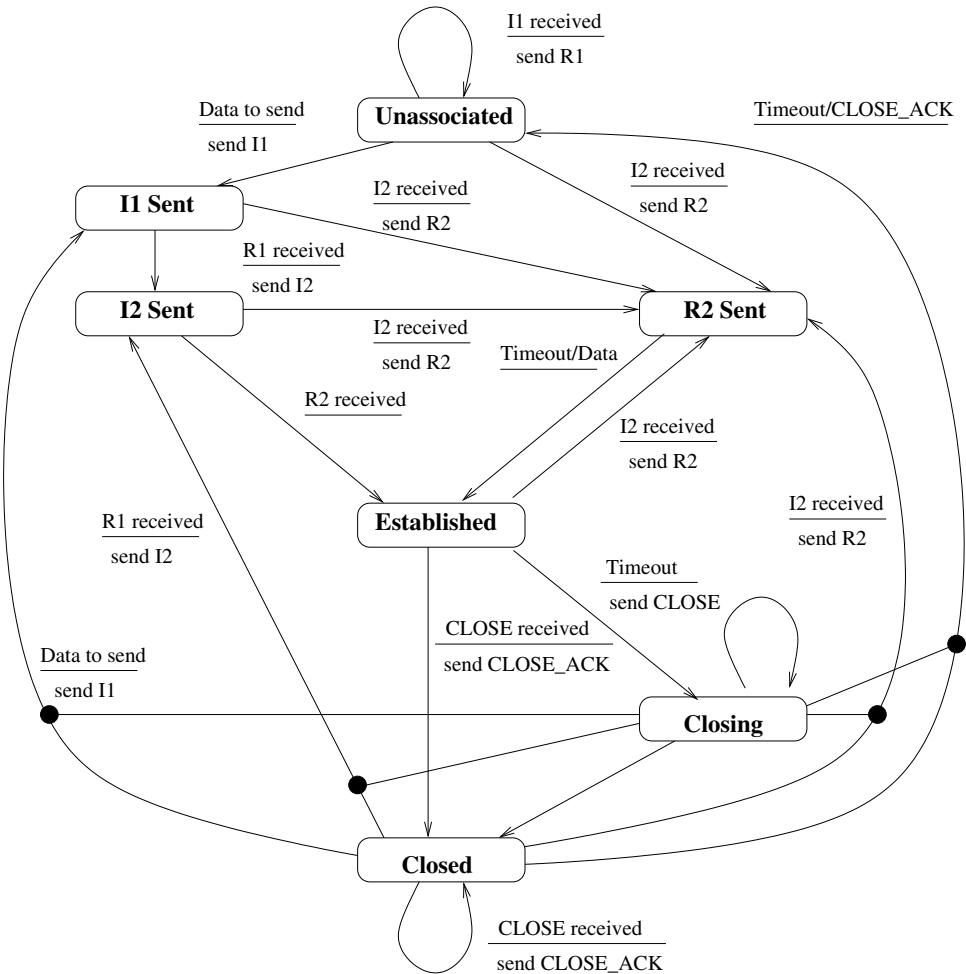 I1 received
send R1
Unassociated
Data to send
send I1
Timeout/CLOSE_ACK
I2 received
send R2
I2 received
send R2
I1 Sent
R1 received
send I2
I2 Sent
R2 Sent
I2 received
send R2
Timeout/Data
R2 received
I2 received
send R2
Established
R1 received
send I2
I2 received
send R2
Timeout
send CLOSE
CLOSE received
send CLOSE_ACK
Data to send
send I1
Closing
Closed
CLOSE received
send CLOSE_ACK